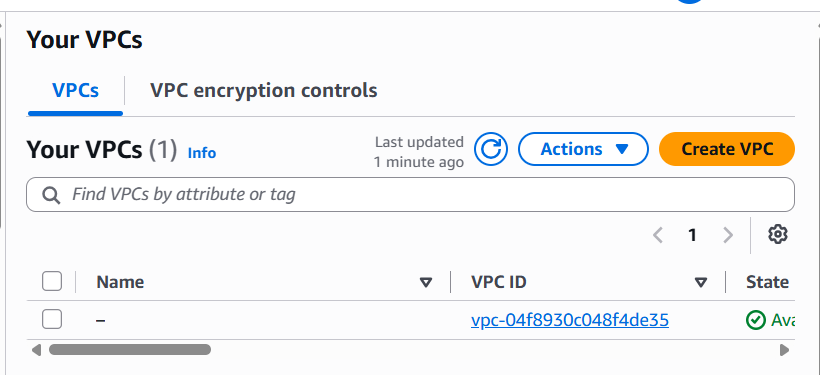 Your VPCs
VPCs VPC encryption controls
Your VPCs (1) Info
Last updated
1 minute ago
Actions
Create VPC
Find VPCs by attribute or tag
1
Name VPC ID State
– vpc-04f8930c048f4de35 Ava